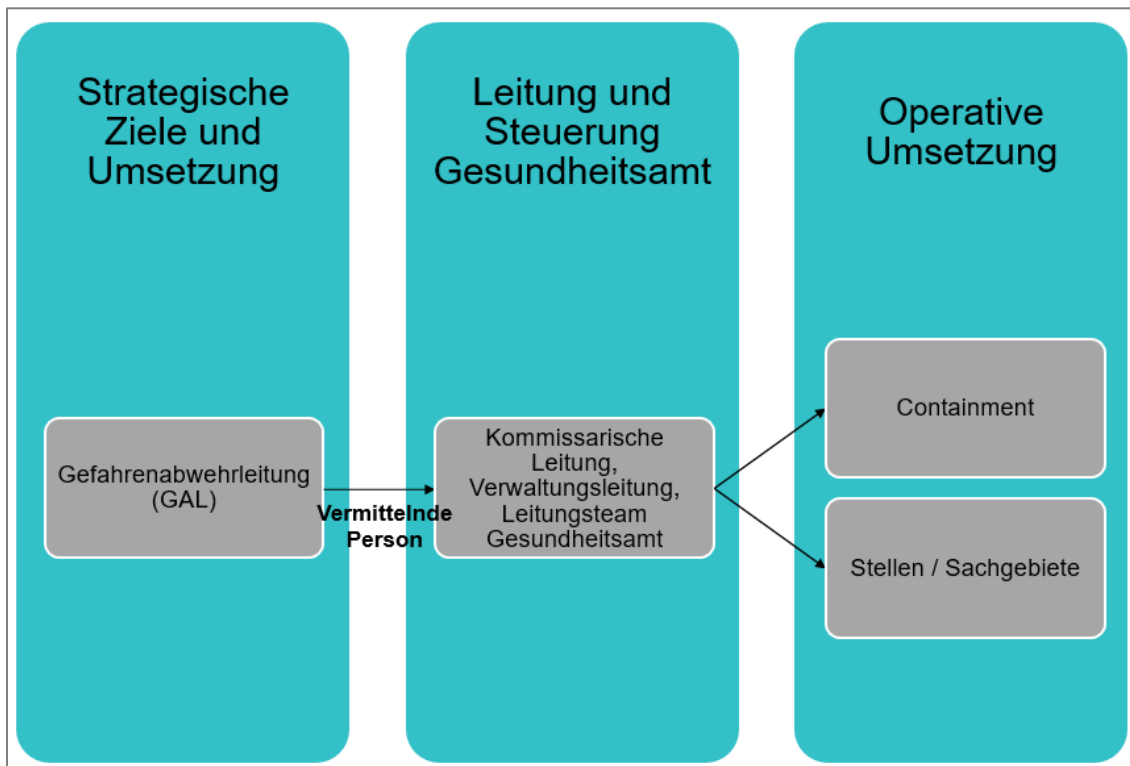 Strategische
Ziele und
Umsetzung
Gefahrenabwehrleitung
(GAL)
Vermittelnde
Person
Leitung und
Steuerung
Gesundheitsamt
Kommissarische
Leitung,
Verwaltungsleitung,
Leitungsteam
Gesundheitsamt
Operative
Umsetzung
Containment
Stellen / Sachgebiete